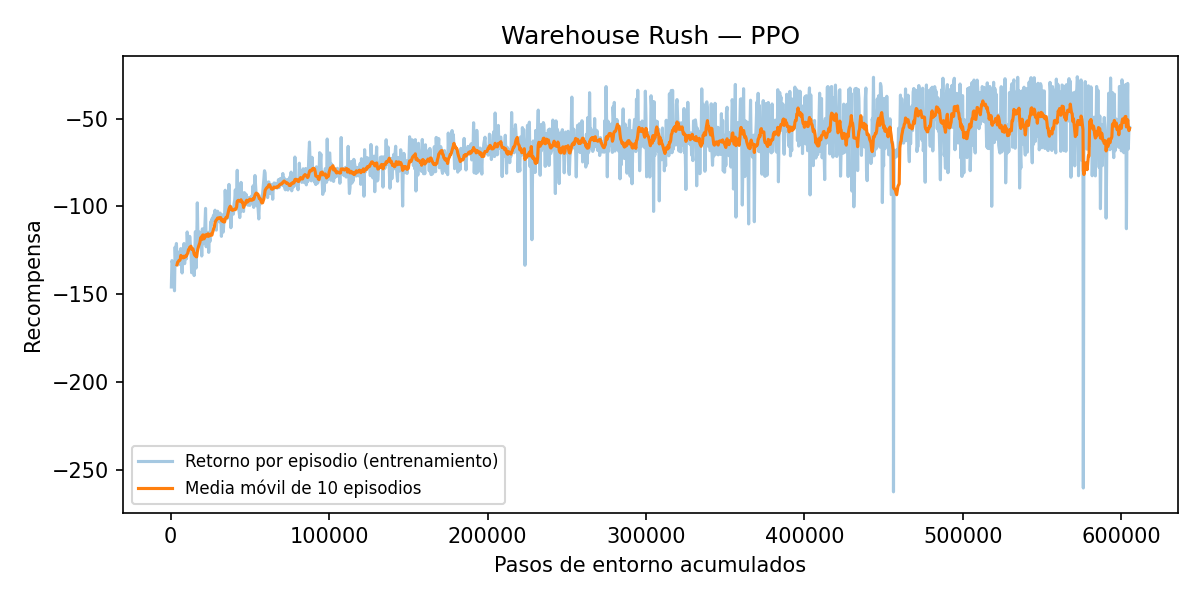 Warehouse Rush — PPO
Recompensa
−50
−100
−150
−200
−250
Retorno por episodio (entrenamiento)
Media móvil de 10 episodios
0
100000
200000
300000
400000
500000
600000
Pasos de entorno acumulados